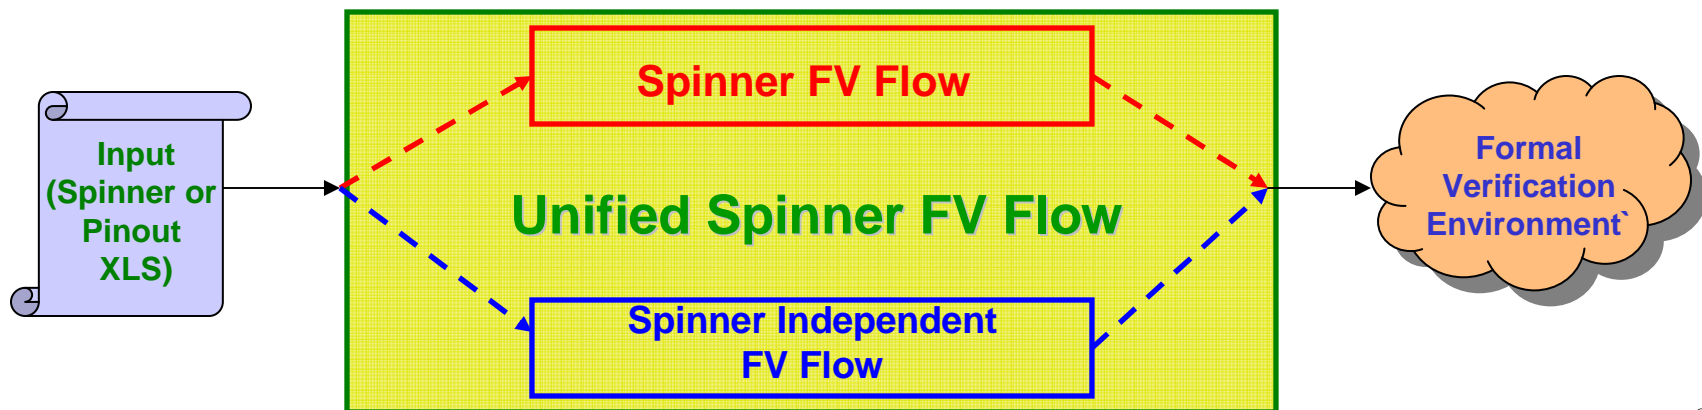 Input
(Spinner or
Pinout
XLS)
Spinner FV Flow
Unified Spinner FV Flow
Spinner Independent
FV Flow
Formal
Verification
Environment`